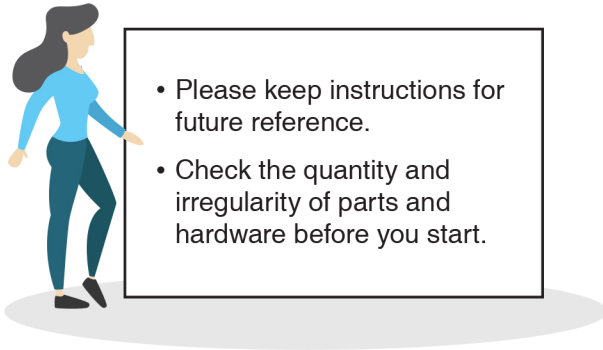 • Please keep instructions for
future reference.
• Check the quantity and
irregularity of parts and
hardware before you start.